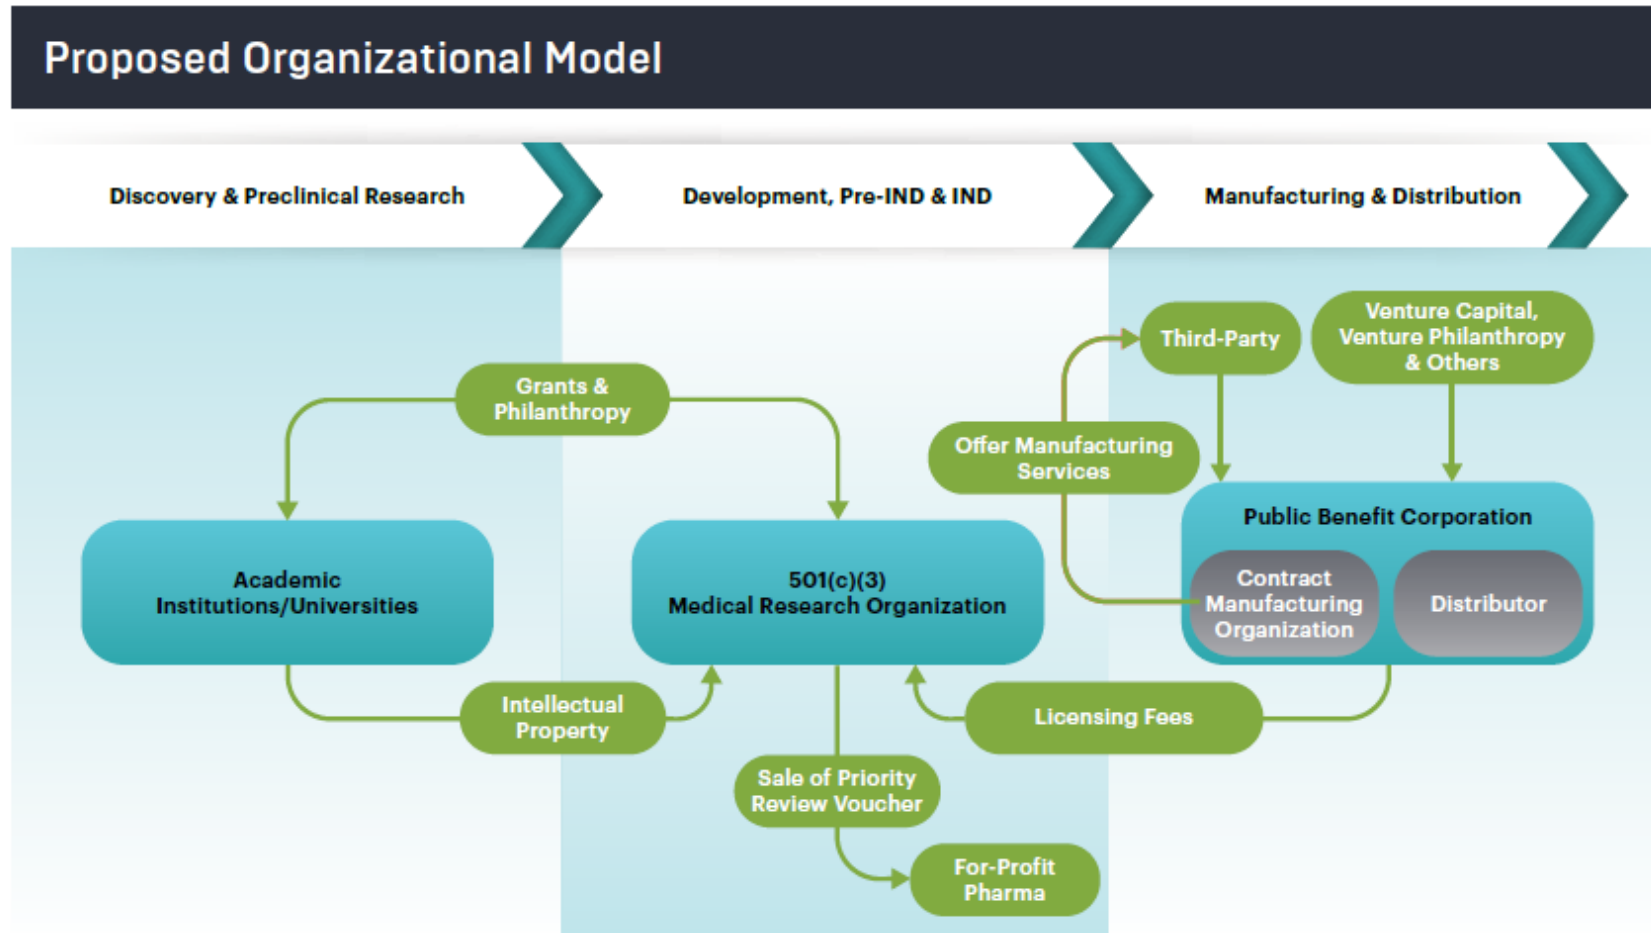 Proposed Organizational Model
Discovery & Preclinical Research
Development, Pre-IND & IND
Manufacturing & Distribution
Third-Party
Venture Capital,
Venture Philanthropy
& Others
Grants &
Philanthropy
Offer Manufacturing
Services
Public Benefit Corporation
Academic
Institutions/Universities
501(c)(3)
Medical Research Organization
Contract
Manufacturing
Organization
Distributor
Intellectual
Property
Licensing Fees
Sale of Priority
Review Voucher
For-Profit
Pharma